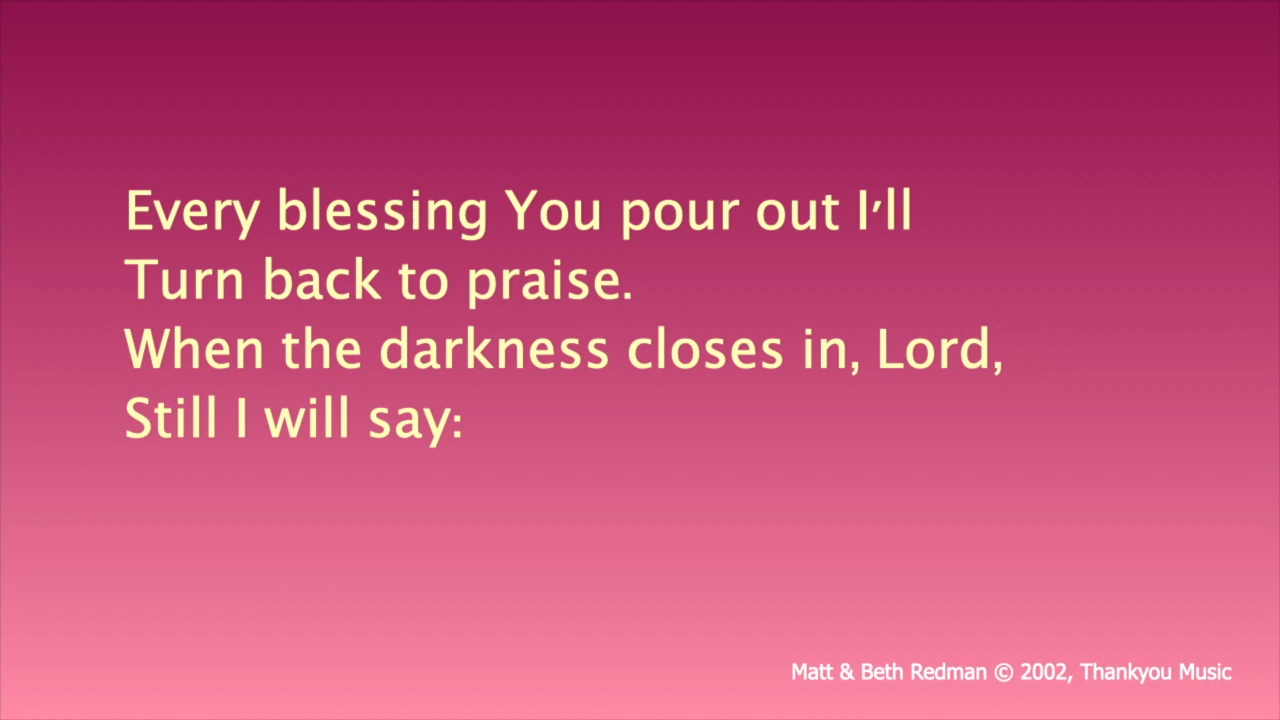 Every blessing You pour out I'll
Turn back to praise.
When the darkness closes in, Lord,
Still I will say:
Matt & Beth Redman © 2002, Thankyou Music